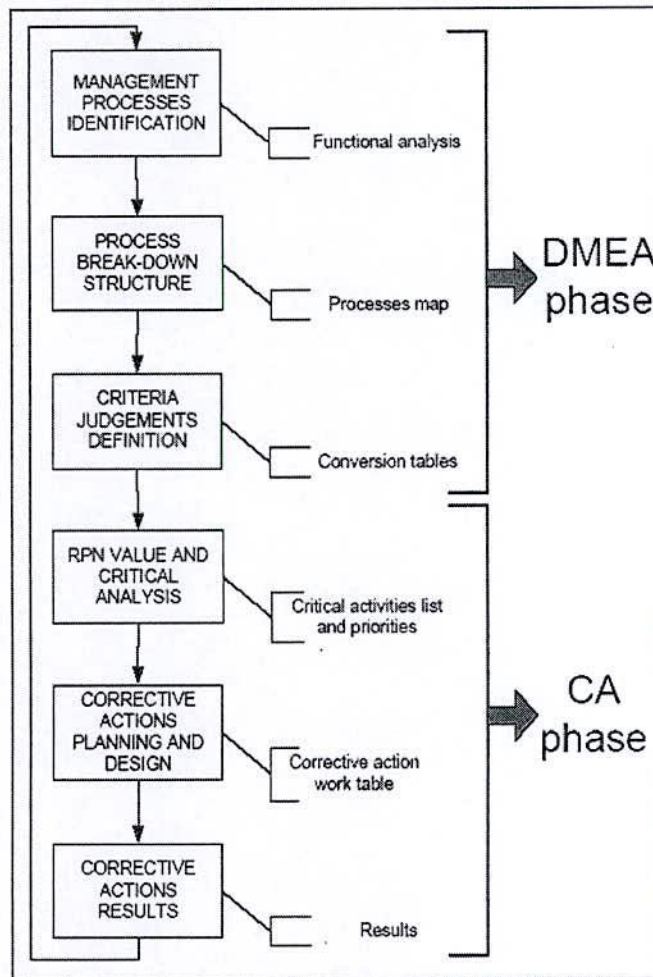 MANAGEMENT
PROCESSES
IDENTIFICATION
Functional analysis
PROCESS
BREAK-DOWN
STRUCTURE
Processes map
CRITERIA
JUDGEMENTS
DEFINITION
Conversion tables
DMEA
phase
RPN VALUE AND
CRITICAL
ANALYSIS
Critical activities list
and priorities
CORRECTIVE
ACTIONS
PLANNING AND
DESIGN
Corrective action
work table
CORRECTIVE
ACTIONS
RESULTS
Results
CA
phase